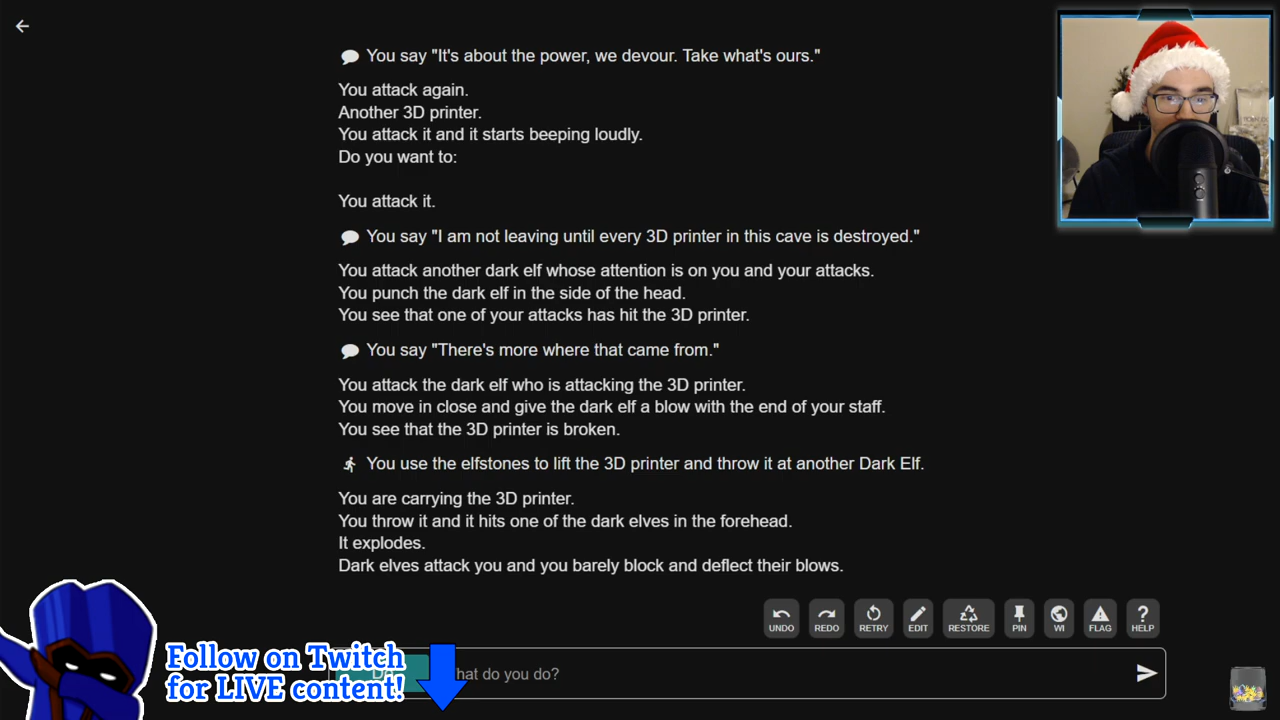 You say "It's about the power, we devour. Take what's ours."
You attack again.
Another 3D printer.
You attack it and it starts beeping loudly.
Do you want to:
You attack it.
You say "I am not leaving until every 3D printer in this cave is destroyed."
You attack another dark elf whose attention is on you and your attacks.
You punch the dark elf in the side of the head.
You see that one of your attacks has hit the 3D printer.
You say "There's more where that came from."
You attack the dark elf who is attacking the 3D printer.
You move in close and give the dark elf a blow with the end of your staff.
You see that the 3D printer is broken.
You use the elfstones to lift the 3D printer and throw it at another Dark Elf.
You are carrying the 3D printer.
You throw it and it hits one of the dark elves in the forehead.
It explodes.
Dark elves attack you and you barely block and deflect their blows.
UNDO REDO RETRY EDIT RESTORE PIN WI FLAG HELP
Follow on Twitch
for LIVE content!
hat do you do?